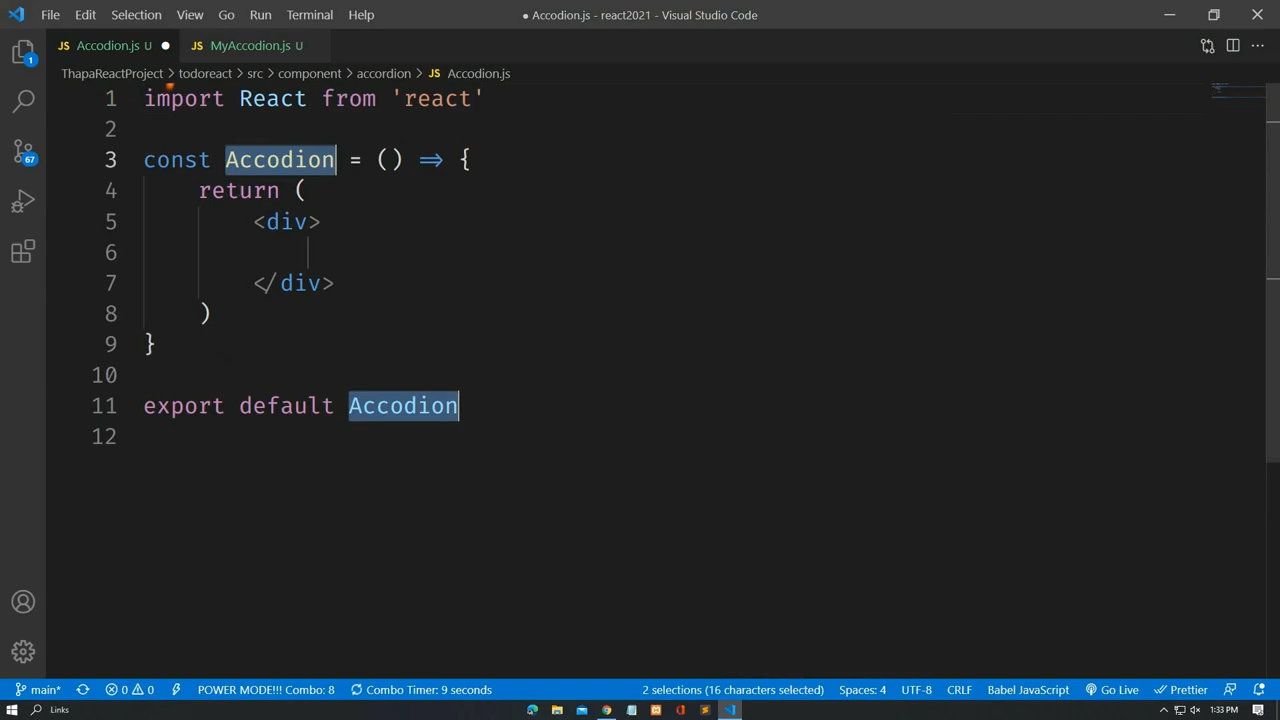 File Edit Selection View Go Run Terminal Help ● Accodion.js - react2021 - Visual Studio Code
JS Accodion.js U ● JS MyAccodion.js U
ThapaReactProject > todoreact > src > component > accordion > JS Accodion.js
1 import React from 'react'
2
3 const Accodion = () => {
4 return (
5 <div>
6
7 </div>
8 )
9 }
10
11 export default Accodion
12
1
67
main* 0 0 POWER MODE!!! Combo: 8 Combo Timer: 9 seconds 2 selections (16 characters selected) Spaces: 4 UTF-8 CRLF Babel JavaScript Go Live Prettier
Links 1:33 PM